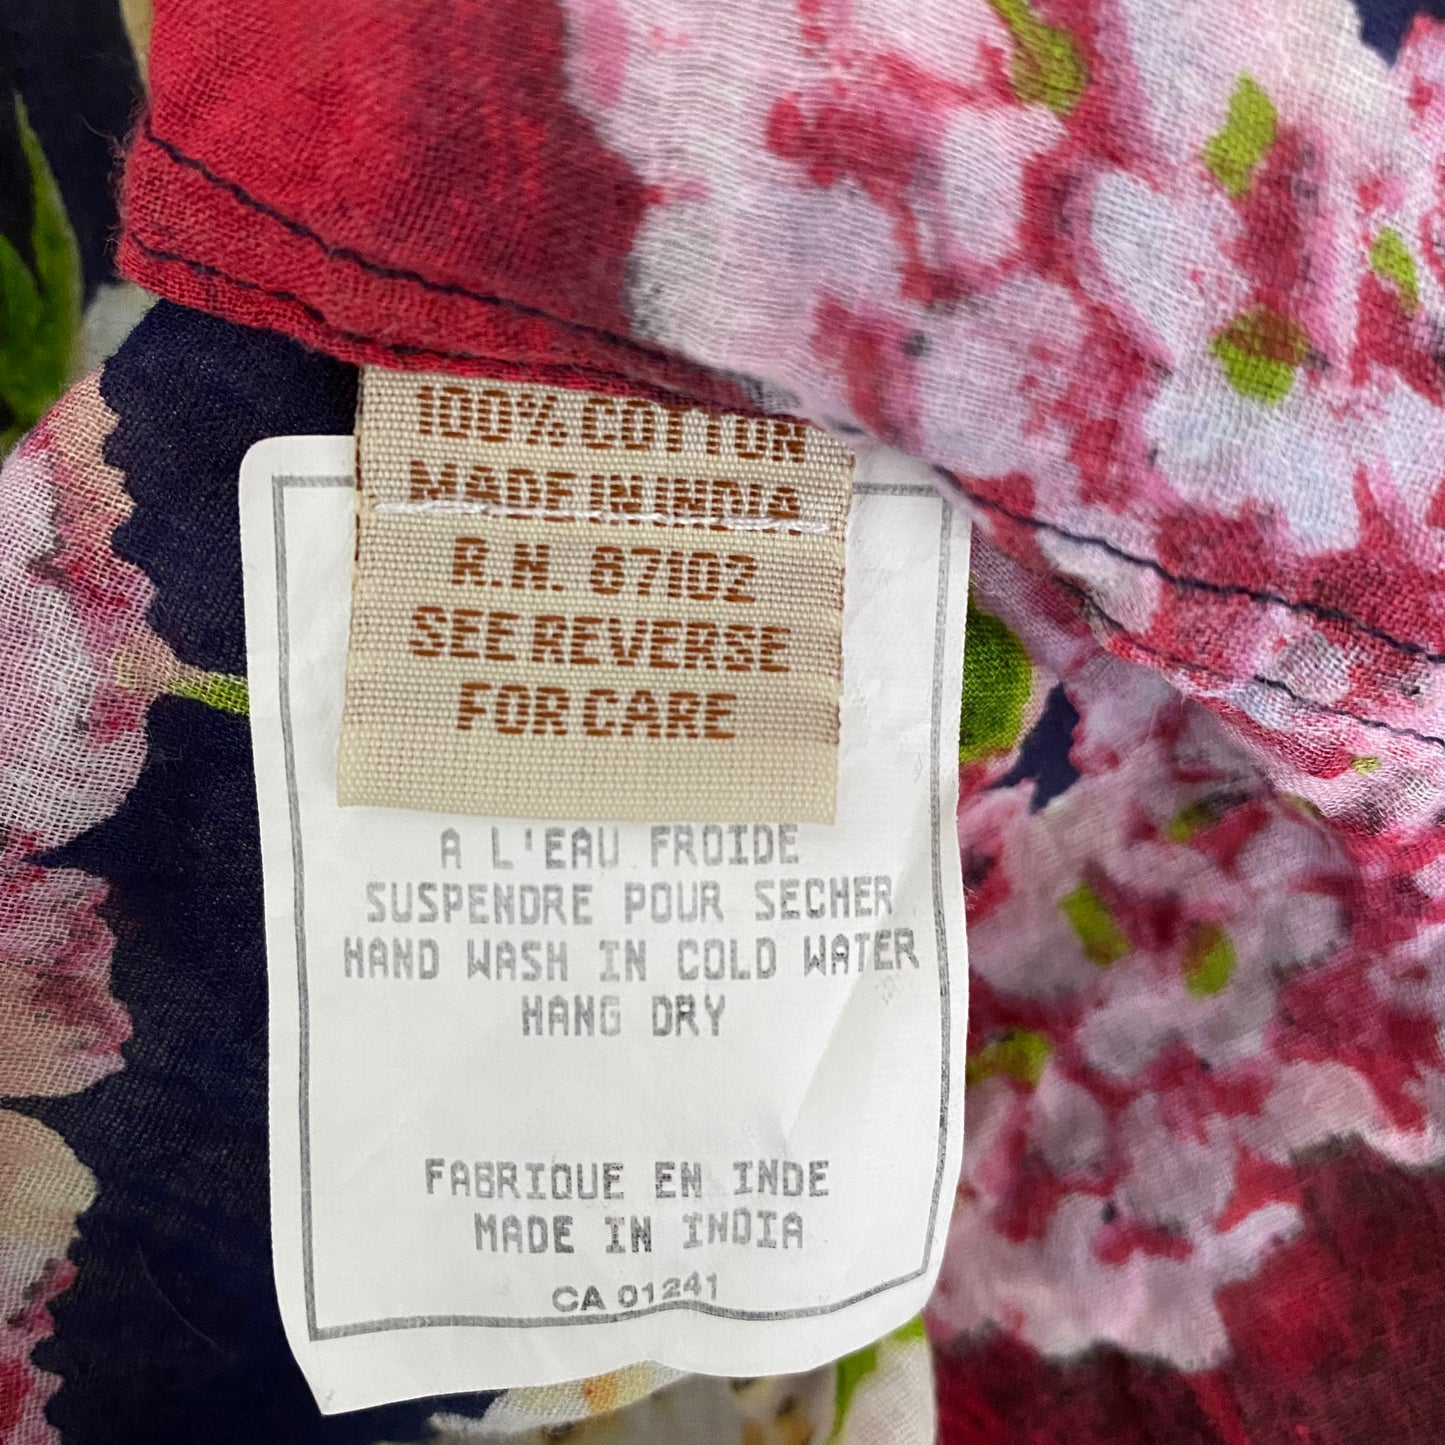 100% COTTON
MADE IN INDIA
R.N. 87102
SEE REVERSE
FOR CARE
A L'EAU FROIDE
SUSPENDRE POUR SECHER
HAND WASH IN COLD WATER
HANG DRY
FABRIQUE EN INDE
MADE IN INDIA
CA 01241